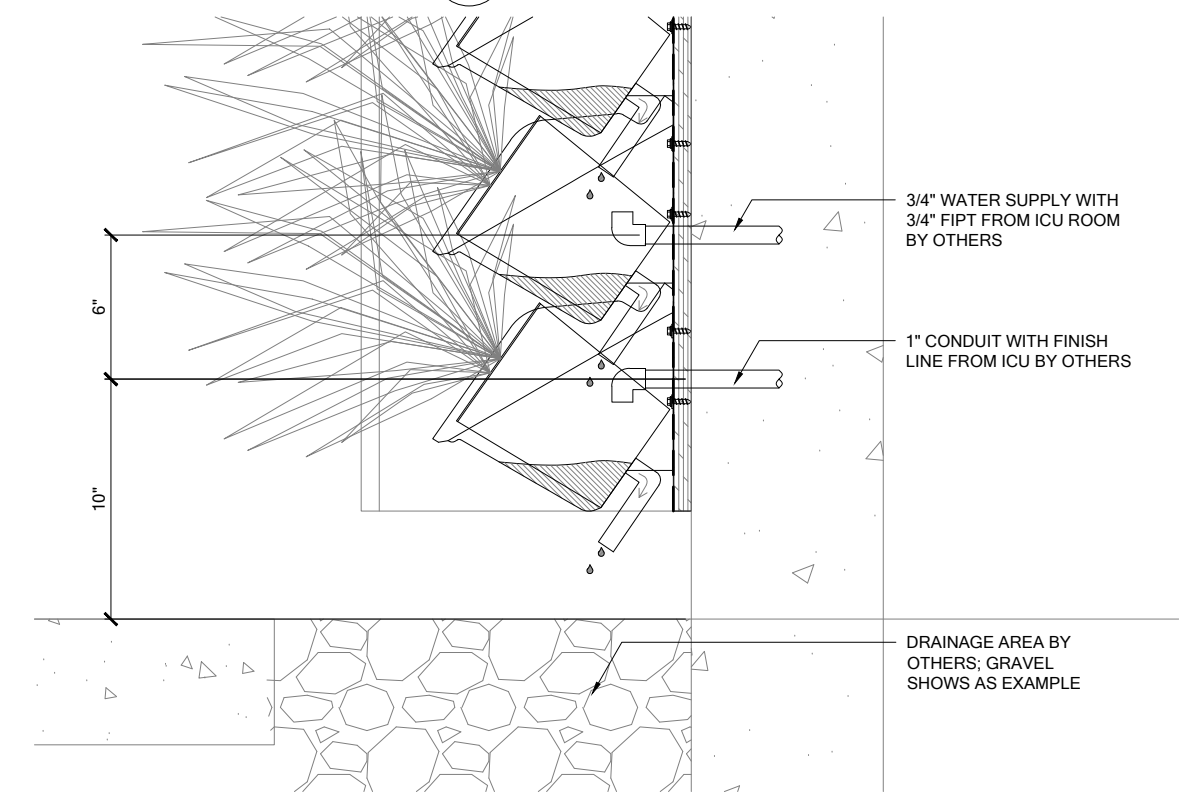 3/4" WATER SUPPLY WITH
3/4" FIPT FROM ICU ROOM
BY OTHERS
6"
1" CONDUIT WITH FINISH
LINE FROM ICU BY OTHERS
10"
DRAINAGE AREA BY
OTHERS; GRAVEL
SHOWS AS EXAMPLE